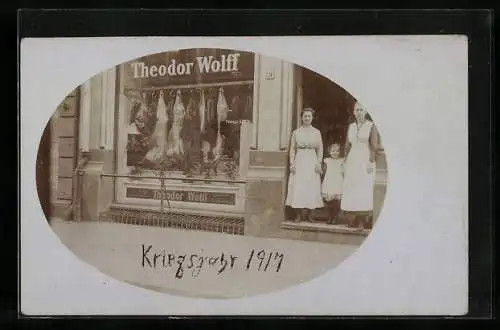 Theodor Wolff
Theodor Wolff
Kriegsjahr 1917